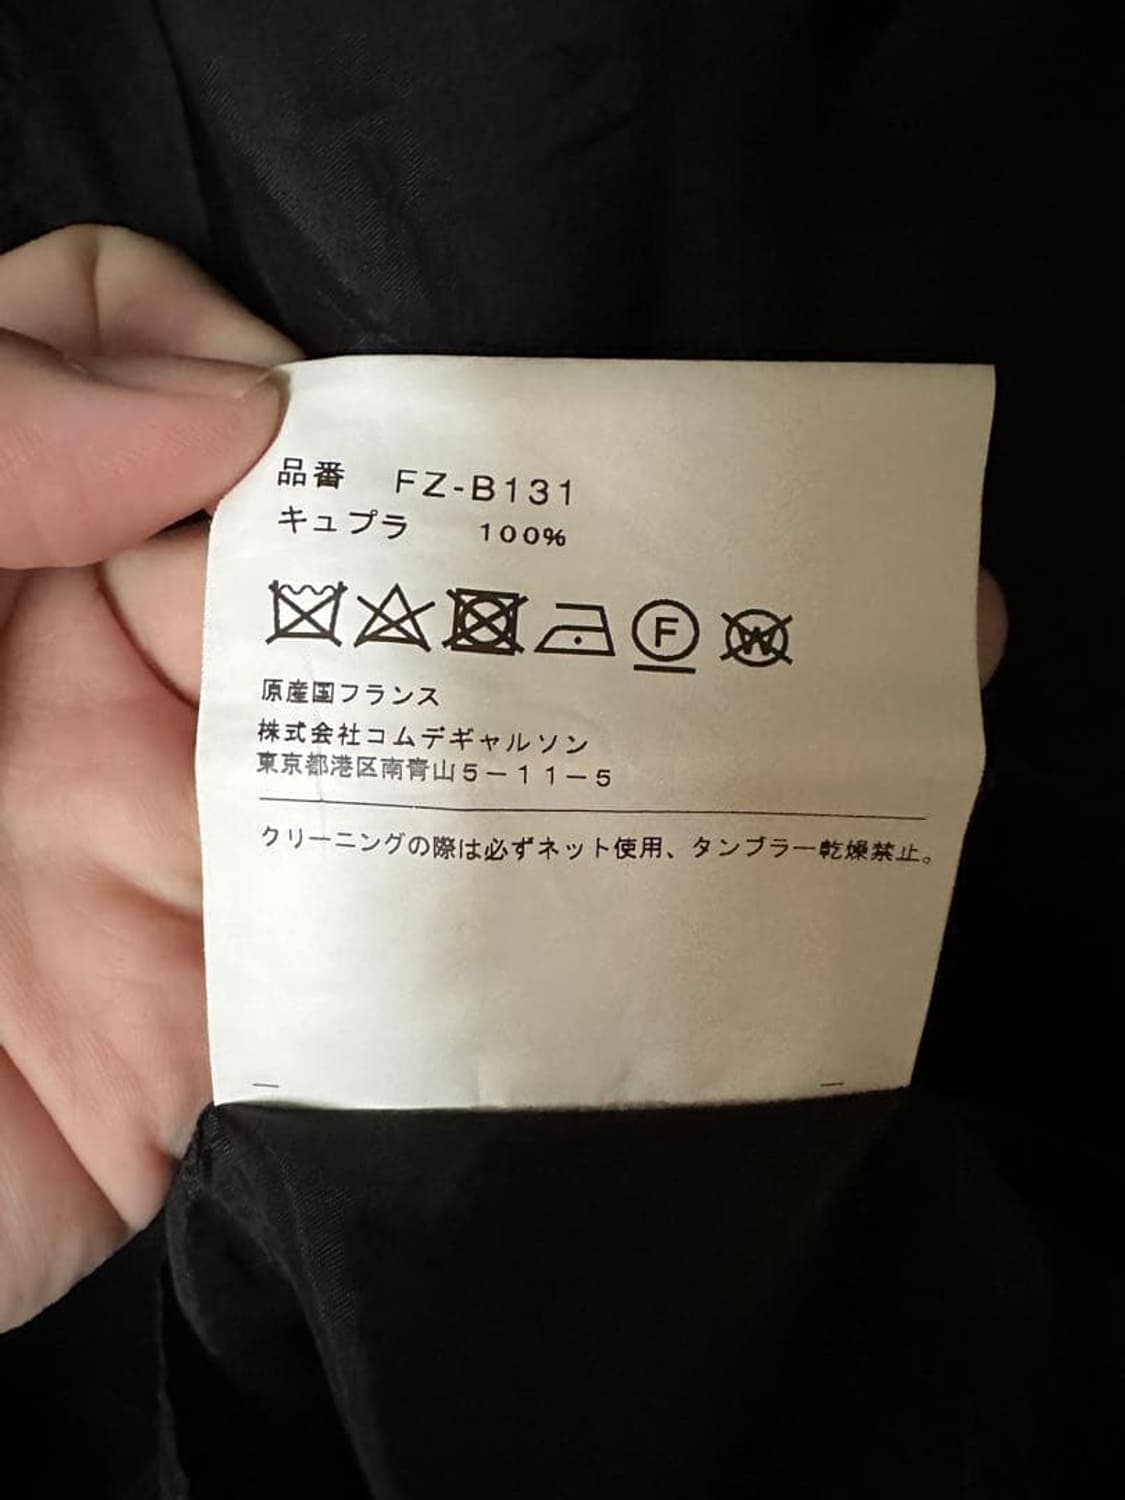 品番 FZ-B131
キュプラ 100%
F W
原産国フランス
株式会社コムデギャルソン
東京都港区南青山5-11-5
クリーニングの際は必ずネット使用、タンブラー乾燥禁止。